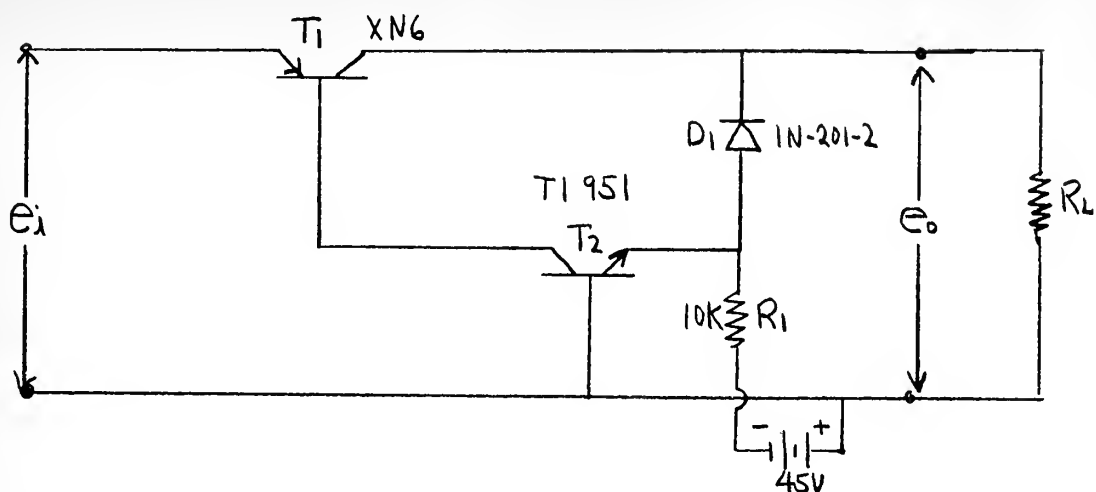 T1 XN6
D1 1N-201-2
T1 951
T2
ei
eo
RL
10K R1
- +
45V